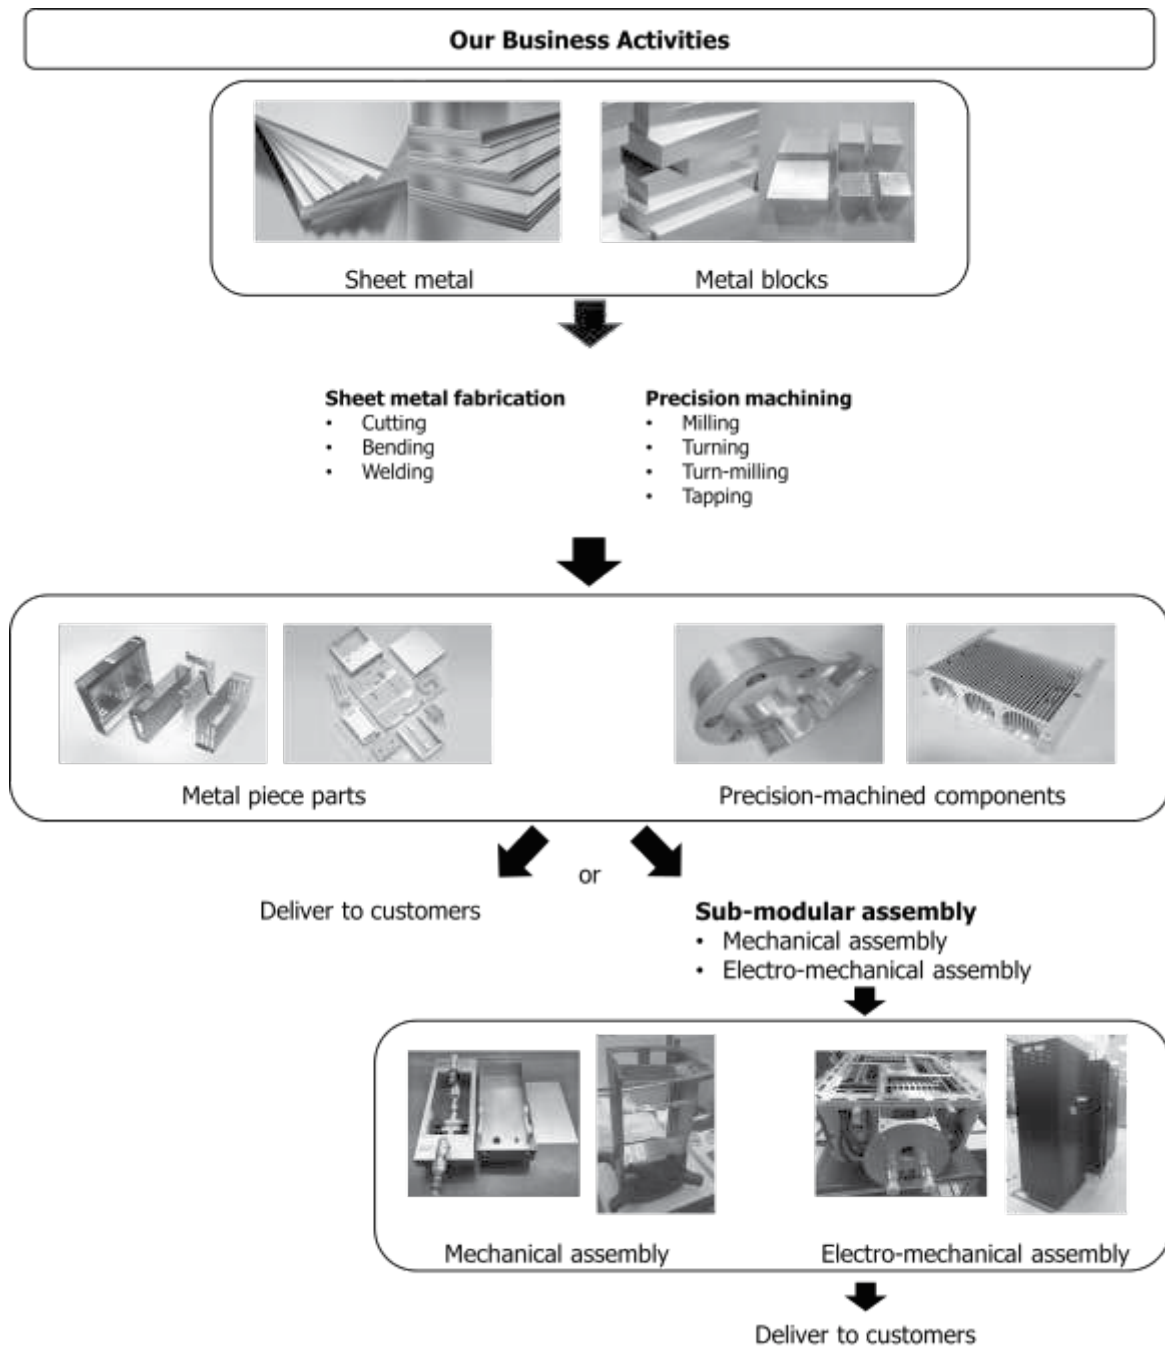 Our Business Activities
Sheet metal
Metal blocks
Sheet metal fabrication
• Cutting
• Bending
• Welding
Precision machining
• Milling
• Turning
• Turn-milling
• Tapping
Metal piece parts
Precision-machined components
or
Deliver to customers
Sub-modular assembly
• Mechanical assembly
• Electro-mechanical assembly
Mechanical assembly
Electro-mechanical assembly
Deliver to customers